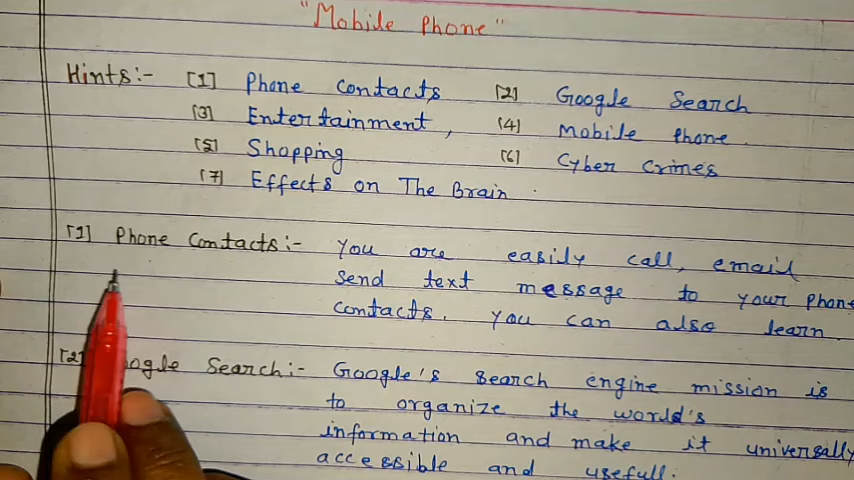 "Mobile Phone"
Hints:- [1] Phone Contacts [2] Google Search
[3] Entertainment, [4] Mobile Phone
[5] Shopping [6] Cyber Crimes
[7] Effects on The Brain.
[1] Phone Contacts:- You are easily call, email
Send text message to your Phone
Contacts. You can also learn.
[2] oogle Search:- Google's search engine mission is
to organize the world's
information and make it universally
accessible and usefull.